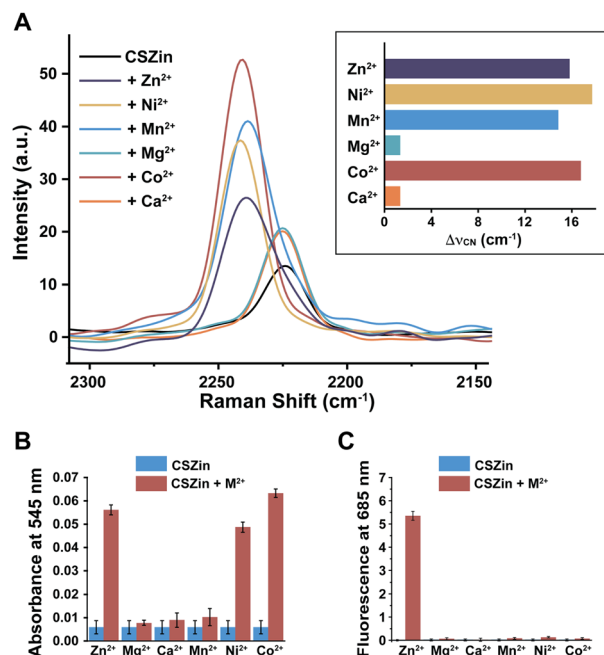 A
CSZin
+ Zn²⁺
+ Ni²⁺
+ Mn²⁺
+ Mg²⁺
+ Co²⁺
+ Ca²⁺
Intensity (a.u.)
50
40
30
20
10
0
2300 2250 2200 2150
Raman Shift (cm⁻¹)
Zn²⁺
Ni²⁺
Mn²⁺
Mg²⁺
Co²⁺
Ca²⁺
0 4 8 12 16
Δν_CN (cm⁻¹)
B
CSZin
CSZin + M²⁺
Absorbance at 545 nm
0.07
0.06
0.05
0.04
0.03
0.02
0.01
0.00
Zn²⁺ Mg²⁺ Ca²⁺ Mn²⁺ Ni²⁺ Co²⁺
C
CSZin
CSZin + M²⁺
Fluorescence at 685 nm
7
6
5
4
3
2
1
0
Zn²⁺ Mg²⁺ Ca²⁺ Mn²⁺ Ni²⁺ Co²⁺